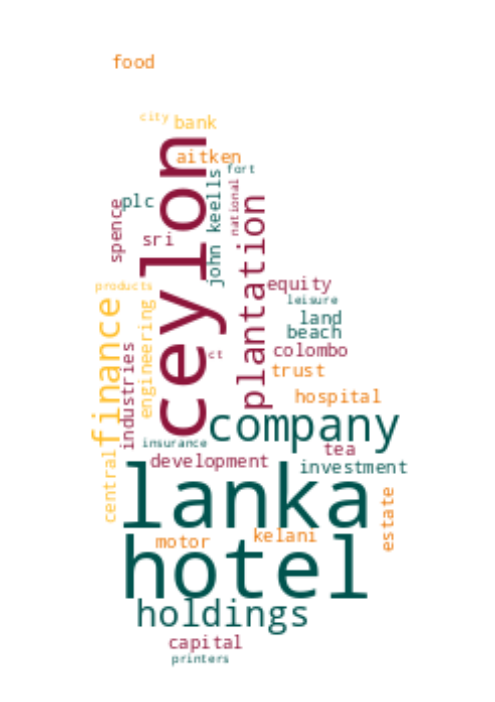 food
city
bank
aitken
fort
ceylon
plc
john keells
national
spence
sri
plantation
equity
products
leisure
land
beach
finance
engineering
industries
ct
colombo
trust
hospital
company
insurance
tea
development
investment
central
lanka
estate
motor
kelani
hotel
holdings
capital
printers